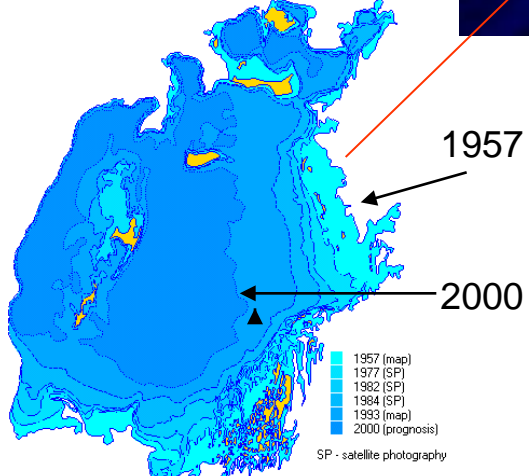 1957
2000
1957 (map)
1977 (SP)
1982 (SP)
1984 (SP)
1993 (map)
2000 (prognosis)
SP - satellite photography